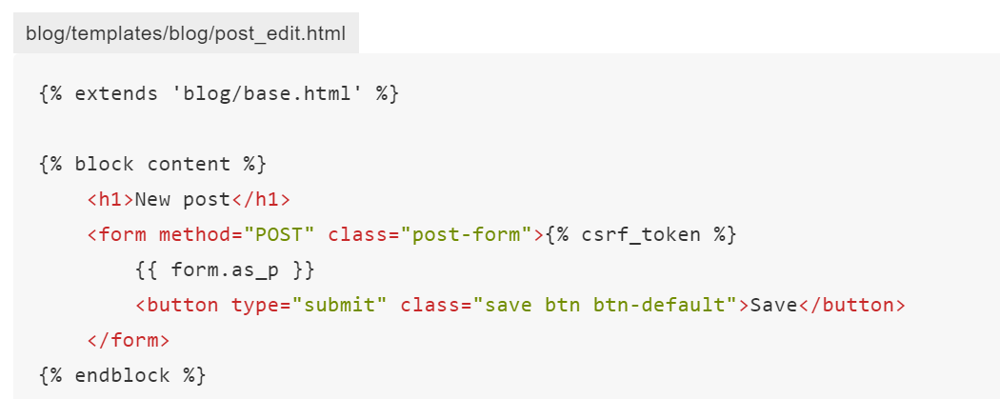 blog/templates/blog/post_edit.html
{% extends 'blog/base.html' %}
{% block content %}
<h1>New post</h1>
<form method="POST" class="post-form">{% csrf_token %}
{{ form.as_p }}
<button type="submit" class="save btn btn-default">Save</button>
</form>
{% endblock %}